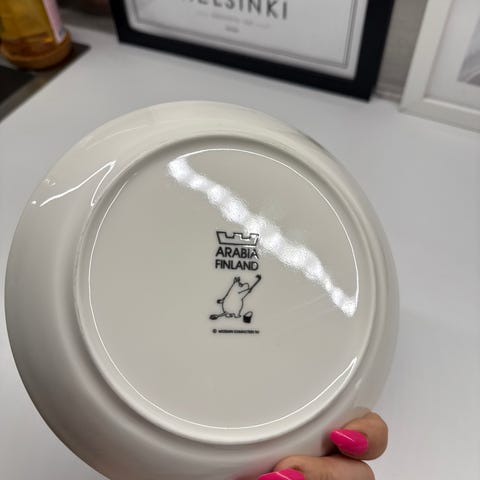 HELSINKI
ARABIA
FINLAND
© MOOMIN CHARACTERS TM